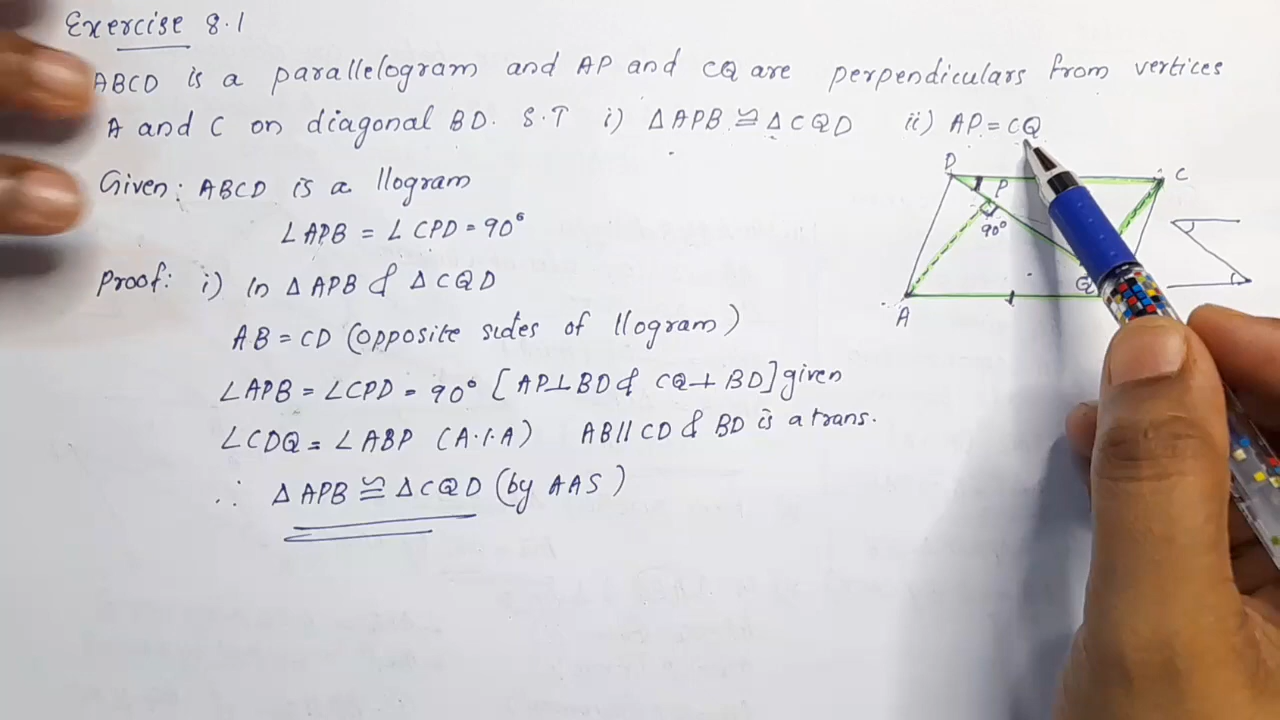 Exercise 8.1
ABCD is a parallelogram and AP and CQ are perpendiculars from vertices
A and C on diagonal BD. S.T i) ΔAPB ≅ ΔCQD ii) AP = CQ
Given: ABCD is a llogram
∠APB = ∠CPD = 90°
Proof: i) In ΔAPB & ΔCQD
AB = CD (opposite sides of llogram)
∠APB = ∠CPD = 90° [AP⊥BD & CQ⊥BD] given
∠CDQ = ∠ABP (A.I.A) AB ll CD & BD is a trans.
∴ ΔAPB ≅ ΔCQD (by AAS)
D
C
P
90°
Q
A